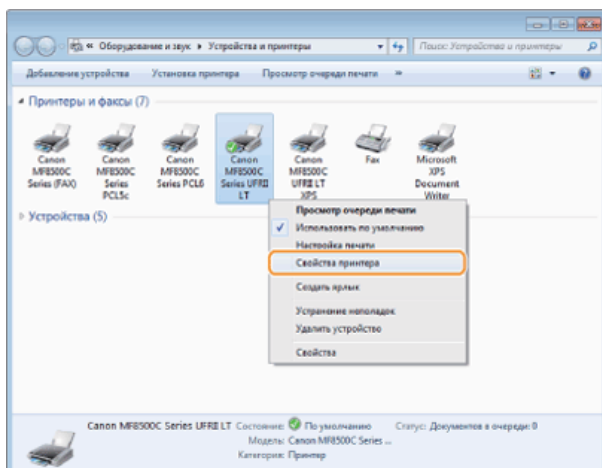 « Оборудование и звук ▸ Устройства и принтеры
Поиск: Устройства и принтеры
Добавление устройства Установка принтера Просмотр очереди печати »
Принтеры и факсы (7)
Canon MF8500C Series (FAX)
Canon MF8500C Series PCL5c
Canon MF8500C Series PCL6
Canon MF8500C Series UFRII LT
Canon MF8500C UFRII LT XPS
Fax
Microsoft XPS Document Writer
Устройства (5)
Просмотр очереди печати
Использовать по умолчанию
Настройка печати
Свойства принтера
Создать ярлык
Устранение неполадок
Удалить устройство
Свойства
Canon MF8500C Series UFRII LT Состояние: По умолчанию Статус: Документов в очереди: 0
Модель: Canon MF8500C Series ...
Категория: Принтер